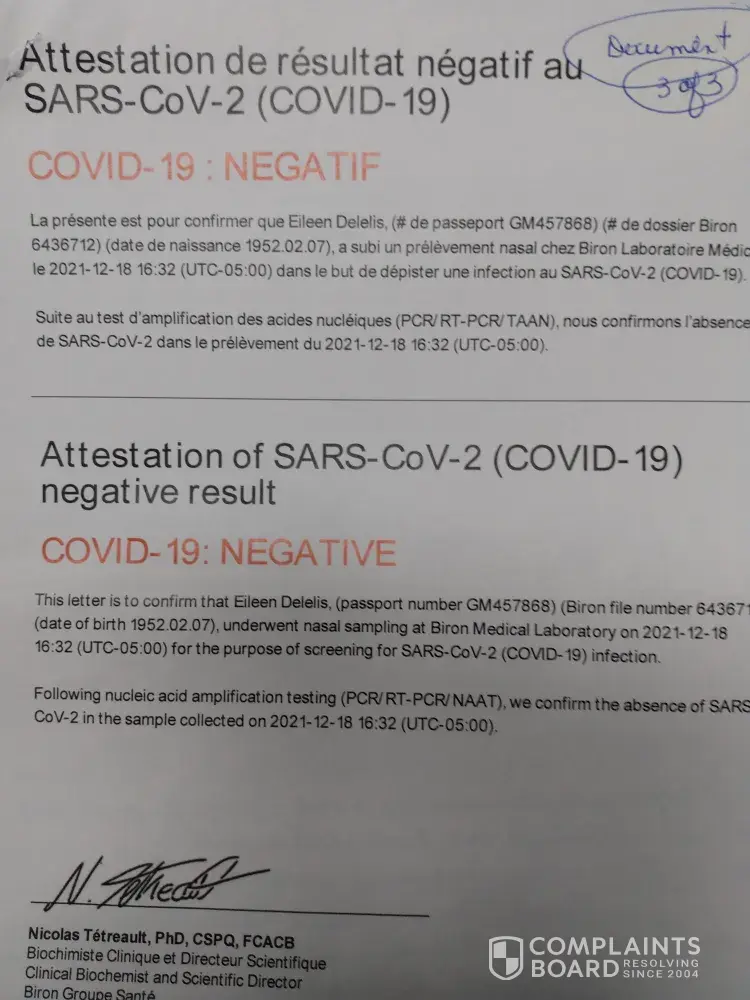 Document
3 of 3
Attestation de résultat négatif au
SARS-CoV-2 (COVID-19)
COVID-19 : NEGATIF
La présente est pour confirmer que Eileen Delelis, (# de passeport GM457868) (# de dossier Biron
6436712) (date de naissance 1952.02.07), a subi un prélèvement nasal chez Biron Laboratoire Médic
le 2021-12-18 16:32 (UTC-05:00) dans le but de dépister une infection au SARS-CoV-2 (COVID-19).
Suite au test d'amplification des acides nucléiques (PCR/RT-PCR/TAAN), nous confirmons l'absence
de SARS-CoV-2 dans le prélèvement du 2021-12-18 16:32 (UTC-05:00).
Attestation of SARS-CoV-2 (COVID-19)
negative result
COVID-19: NEGATIVE
This letter is to confirm that Eileen Delelis, (passport number GM457868) (Biron file number 643671
(date of birth 1952.02.07), underwent nasal sampling at Biron Medical Laboratory on 2021-12-18
16:32 (UTC-05:00) for the purpose of screening for SARS-CoV-2 (COVID-19) infection.
Following nucleic acid amplification testing (PCR/RT-PCR/NAAT), we confirm the absence of SARS
CoV-2 in the sample collected on 2021-12-18 16:32 (UTC-05:00).
Nicolas Tétreault, PhD, CSPQ, FCACB
Biochimiste Clinique et Directeur Scientifique
Clinical Biochemist and Scientific Director
Biron Groupe Santé
COMPLAINTS
BOARD RESOLVING
SINCE 2004